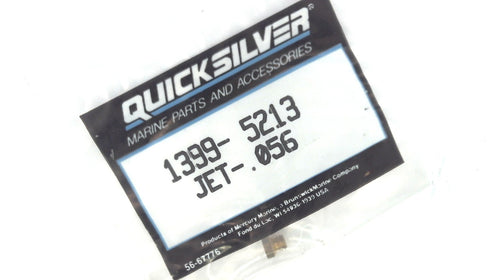 QUICKSILVER®
MARINE PARTS AND ACCESSORIES
1399- 5213
JET-.056
Products of Mercury Marine, a Brunswick Marine Company
Fond du Lac, WI 54936-1939 USA
56-67776